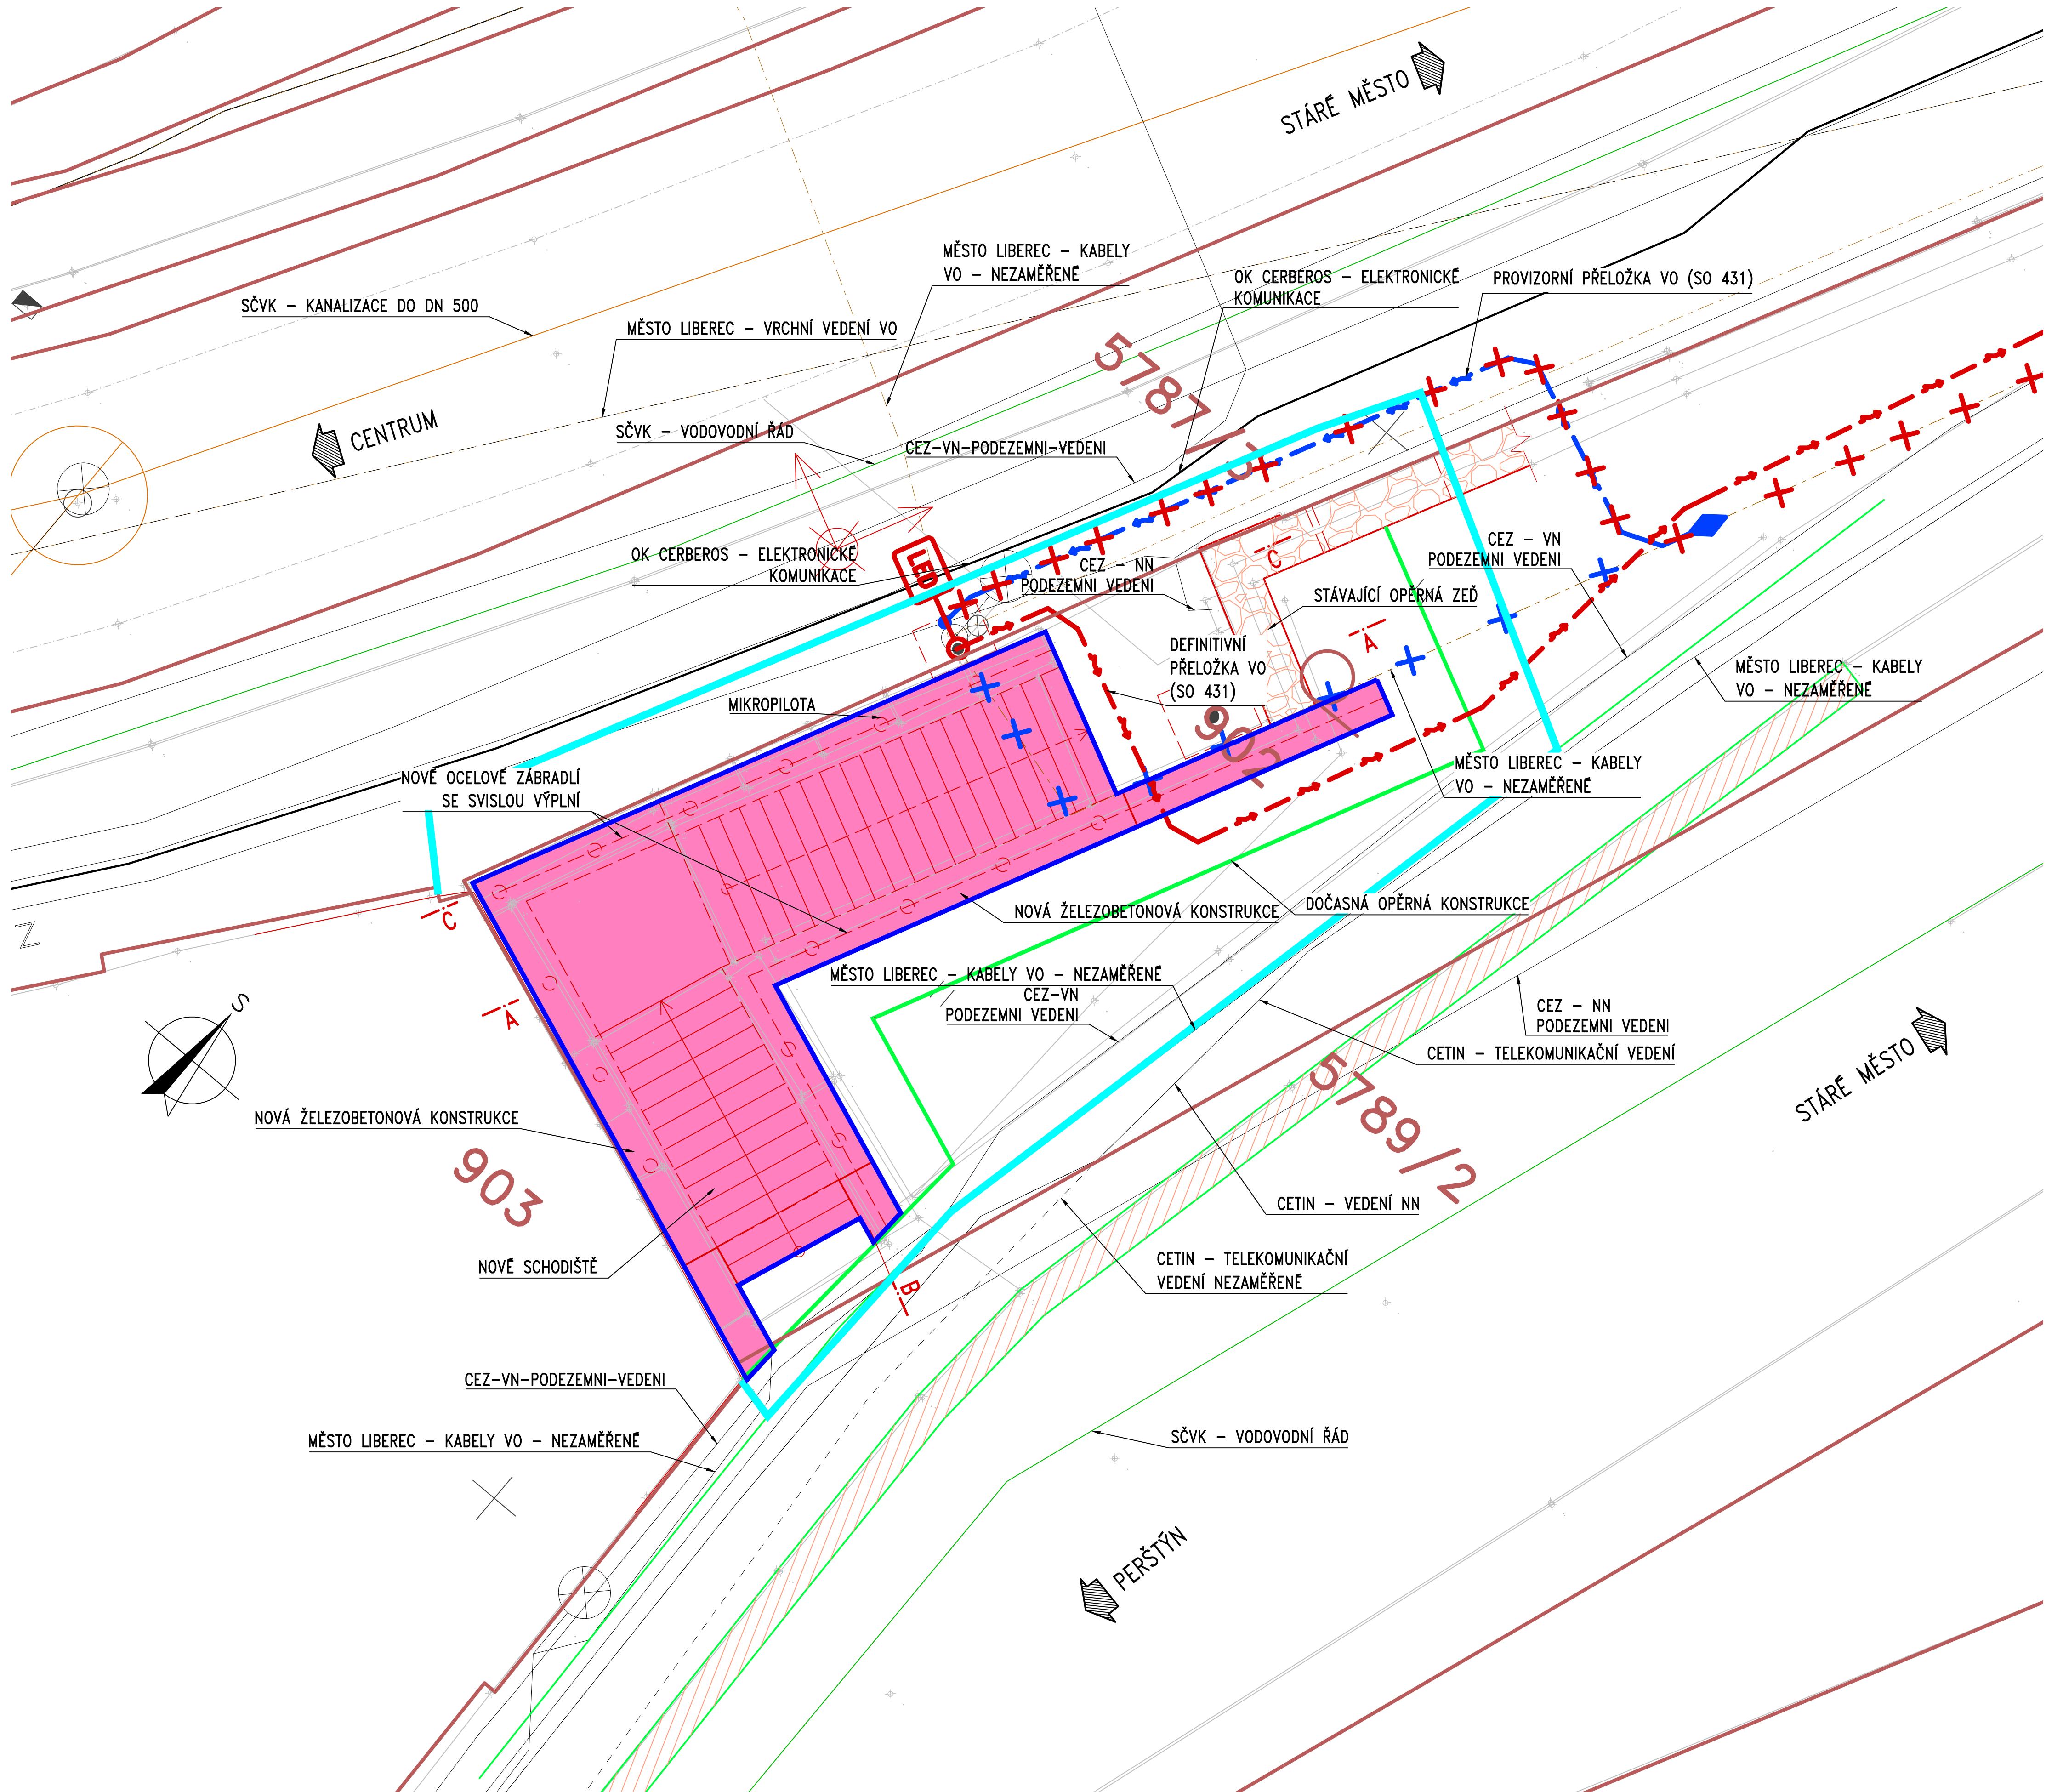 STÁRÉ MĚSTO
MĚSTO LIBEREC – KABELY
VO – NEZAMĚŘENÉ
OK CERBEROS – ELEKTRONICKÉ
KOMUNIKACE
PROVIZORNÍ PŘELOŽKA VO (SO 431)
SČVK – KANALIZACE DO DN 500
MĚSTO LIBEREC – VRCHNÍ VEDENÍ VO
CENTRUM
SČVK – VODOVODNÍ ŘÁD
CEZ-VN-PODEZEMNI-VEDENI
OK CERBEROS – ELEKTRONICKÉ
KOMUNIKACE
LED
CEZ – NN
PODEZEMNI VEDENI
C
CEZ – VN
PODEZEMNI VEDENI
STÁVAJÍCÍ OPĚRNÁ ZEĎ
A
DEFINITIVNÍ
PŘELOŽKA VO
(SO 431)
902
MĚSTO LIBEREC – KABELY
VO – NEZAMĚŘENÉ
MIKROPILOTA
NOVÉ OCELOVÉ ZÁBRADLÍ
SE SVISLOU VÝPLNÍ
MĚSTO LIBEREC – KABELY
VO – NEZAMĚŘENÉ
C
NOVÁ ŽELEZOBETONOVÁ KONSTRUKCE
DOČASNÁ OPĚRNÁ KONSTRUKCE
Z
MĚSTO LIBEREC – KABELY VO – NEZAMĚŘENÉ
CEZ-VN
PODEZEMNI VEDENI
A
S
CEZ – NN
PODEZEMNI VEDENI
CETIN – TELEKOMUNIKAČNÍ VEDENÍ
STÁRÉ MĚSTO
5789/2
NOVÁ ŽELEZOBETONOVÁ KONSTRUKCE
903
CETIN – VEDENÍ NN
NOVÉ SCHODIŠTĚ
CETIN – TELEKOMUNIKAČNÍ
VEDENÍ NEZAMĚŘENÉ
B
CEZ-VN-PODEZEMNI-VEDENI
MĚSTO LIBEREC – KABELY VO – NEZAMĚŘENÉ
SČVK – VODOVODNÍ ŘÁD
PERŠTÝN